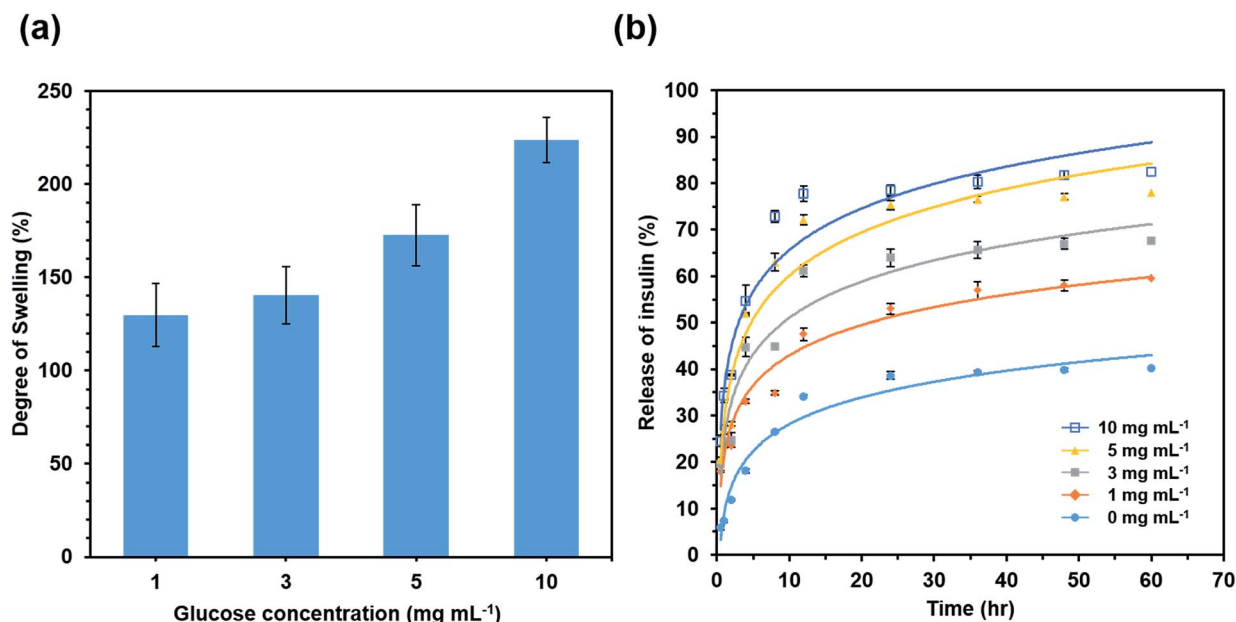 (a)
250
200
150
100
50
0
Degree of Swelling (%)
1 3 5 10
Glucose concentration (mg mL⁻¹)
(b)
100
90
80
70
60
50
40
30
20
10
0
Release of insulin (%)
10 mg mL⁻¹
5 mg mL⁻¹
3 mg mL⁻¹
1 mg mL⁻¹
0 mg mL⁻¹
0 10 20 30 40 50 60 70
Time (hr)